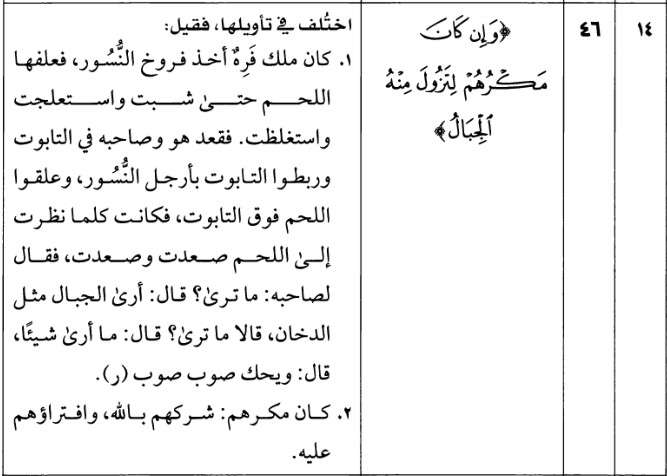 ١٤
٤٦
﴿وَإِن كَانَ
مَكْرُهُمْ لِتَزُولَ مِنْهُ
ٱلْجِبَالُ﴾
اختُلف في تأويلها، فقيل:
١. كان ملك فَرِهٌ أخذ فروخ النُّسُور، فعلفها
اللحم حتىٰ شبت واستعلجت
واستغلظت. فقعد هو وصاحبه في التابوت
وربطوا التابوت بأرجل النُّسُور، وعلقوا
اللحم فوق التابوت، فكانت كلما نظرت
إلىٰ اللحم صعدت وصعدت، فقال
لصاحبه: ما ترىٰ؟ قال: أرىٰ الجبال مثل
الدخان، قالا ما ترىٰ؟ قال: ما أرىٰ شيئًا،
قال: ويحك صوب صوب (ر).
٢. كان مكرهم: شركهم بالله، وافتراؤهم
عليه.